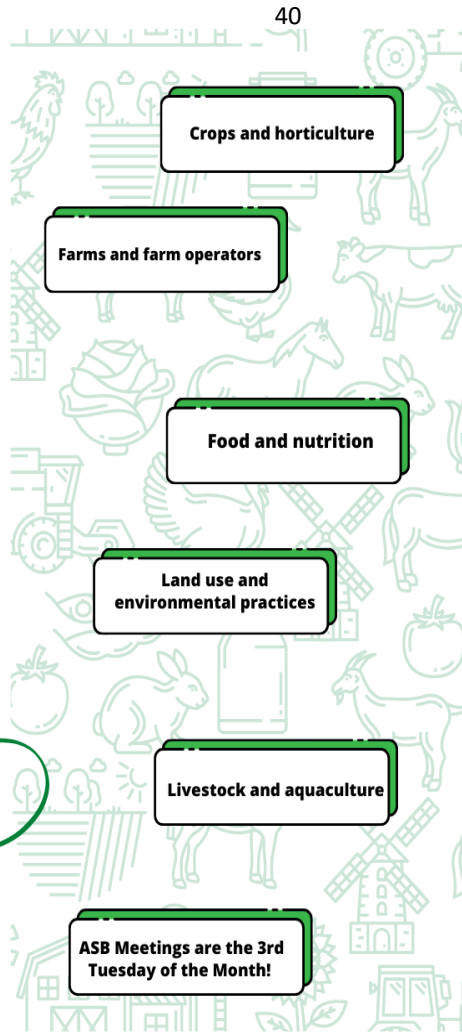 40
Crops and horticulture
Farms and farm operators
Food and nutrition
Land use and
environmental practices
Livestock and aquaculture
ASB Meetings are the 3rd
Tuesday of the Month!